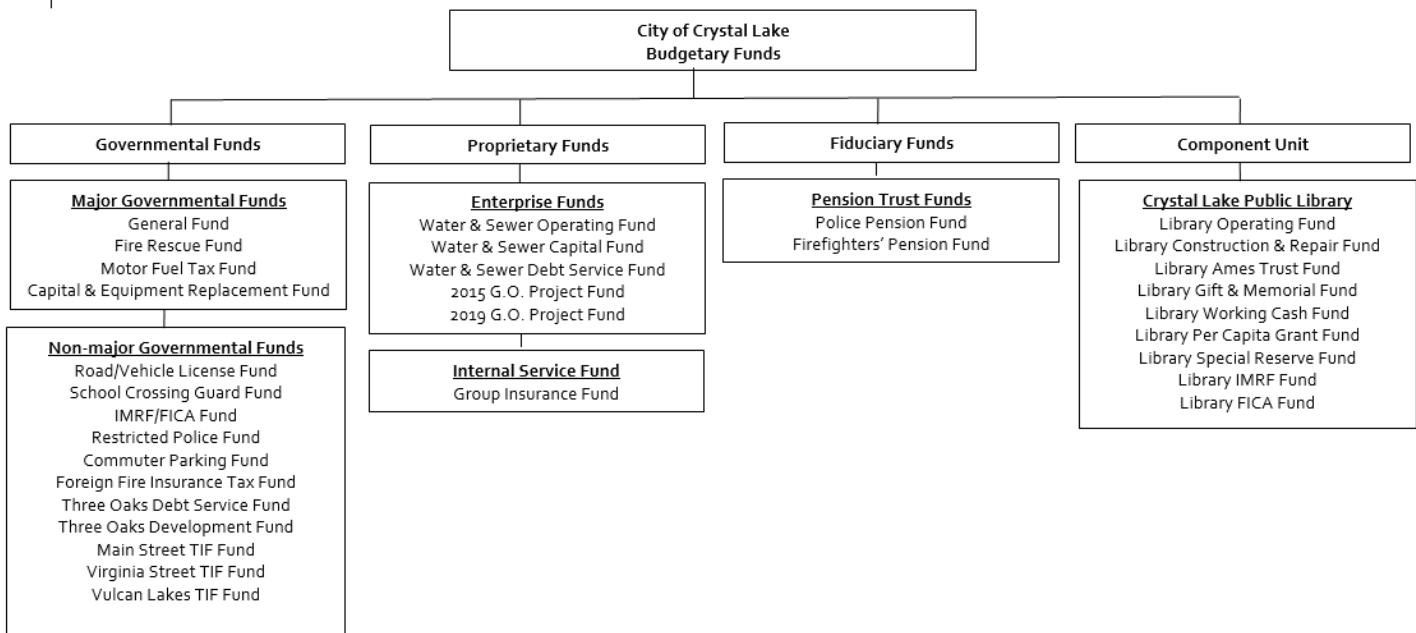 City of Crystal Lake
Budgetary Funds
Governmental Funds
Major Governmental Funds
General Fund
Fire Rescue Fund
Motor Fuel Tax Fund
Capital & Equipment Replacement Fund
Non-major Governmental Funds
Road/Vehicle License Fund
School Crossing Guard Fund
IMRF/FICA Fund
Restricted Police Fund
Commuter Parking Fund
Foreign Fire Insurance Tax Fund
Three Oaks Debt Service Fund
Three Oaks Development Fund
Main Street TIF Fund
Virginia Street TIF Fund
Vulcan Lakes TIF Fund
Proprietary Funds
Enterprise Funds
Water & Sewer Operating Fund
Water & Sewer Capital Fund
Water & Sewer Debt Service Fund
2015 G.O. Project Fund
2019 G.O. Project Fund
Internal Service Fund
Group Insurance Fund
Fiduciary Funds
Pension Trust Funds
Police Pension Fund
Firefighters’ Pension Fund
Component Unit
Crystal Lake Public Library
Library Operating Fund
Library Construction & Repair Fund
Library Ames Trust Fund
Library Gift & Memorial Fund
Library Working Cash Fund
Library Per Capita Grant Fund
Library Special Reserve Fund
Library IMRF Fund
Library FICA Fund